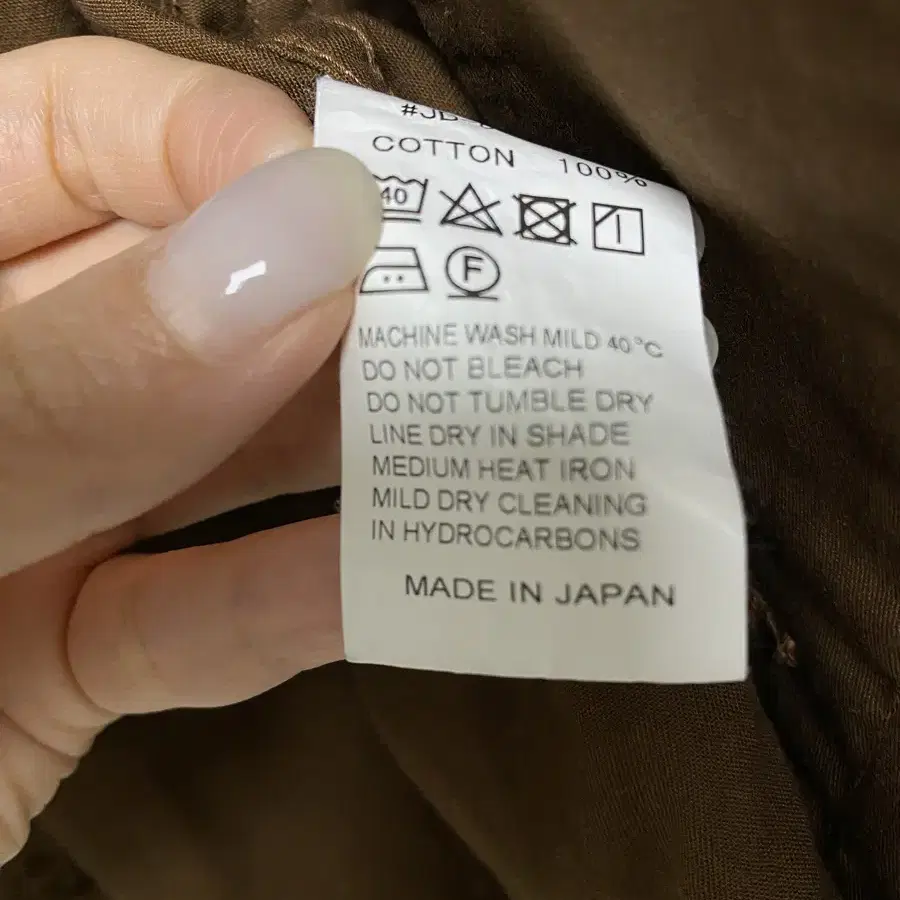 COTTON 100%
40
F
MACHINE WASH MILD 40°C
DO NOT BLEACH
DO NOT TUMBLE DRY
LINE DRY IN SHADE
MEDIUM HEAT IRON
MILD DRY CLEANING
IN HYDROCARBONS
MADE IN JAPAN